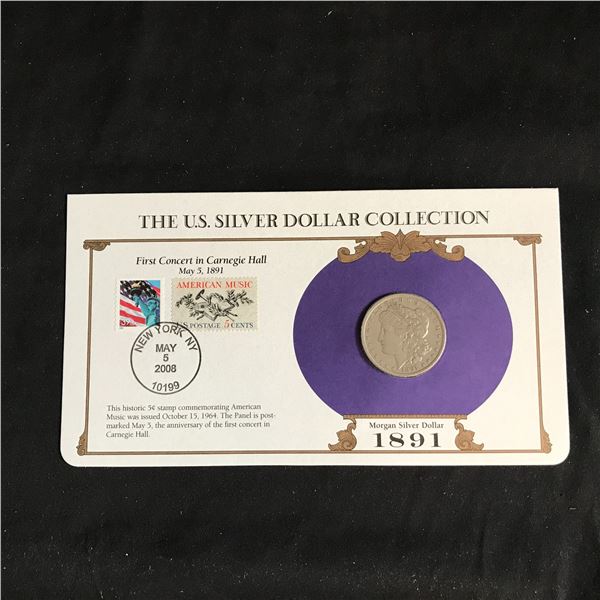 THE U.S. SILVER DOLLAR COLLECTION
First Concert in Carnegie Hall
May 5, 1891
AMERICAN MUSIC
US POSTAGE 5 CENTS
NEW YORK NY
MAY
5
2008
10199
This historic 5¢ stamp commemorating American
Music was issued October 15, 1964. The Panel is post-
marked May 5, the anniversary of the first concert in
Carnegie Hall.
Morgan Silver Dollar
1891